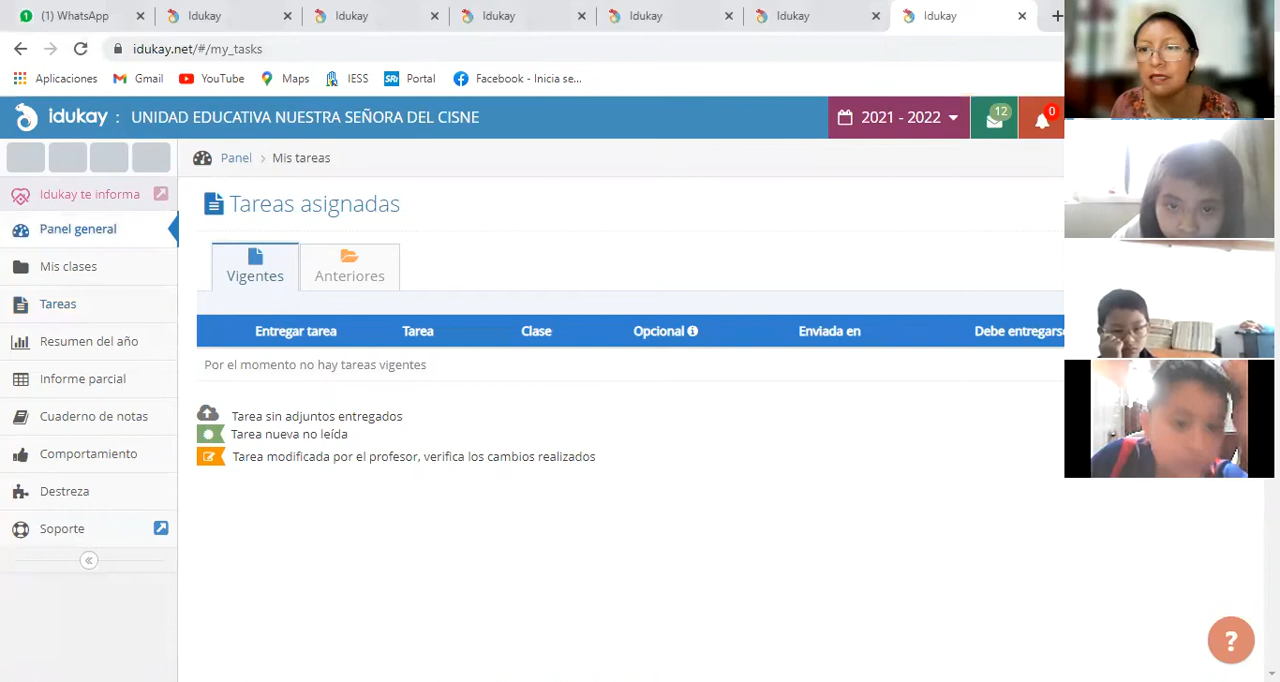 (1) WhatsApp
Idukay
Idukay
Idukay
Idukay
Idukay
Idukay
idukay.net/#/my_tasks
Aplicaciones
Gmail
YouTube
Maps
IESS
SRi Portal
Facebook - Inicia se...
idukay : UNIDAD EDUCATIVA NUESTRA SEÑORA DEL CISNE
2021 - 2022
12
0
Idukay te informa
Panel general
Mis clases
Tareas
Resumen del año
Informe parcial
Cuaderno de notas
Comportamiento
Destreza
Soporte
Panel > Mis tareas
Tareas asignadas
Vigentes
Anteriores
Entregar tarea
Tarea
Clase
Opcional
Enviada en
Debe entregarse
Por el momento no hay tareas vigentes
Tarea sin adjuntos entregados
Tarea nueva no leída
Tarea modificada por el profesor, verifica los cambios realizados
?